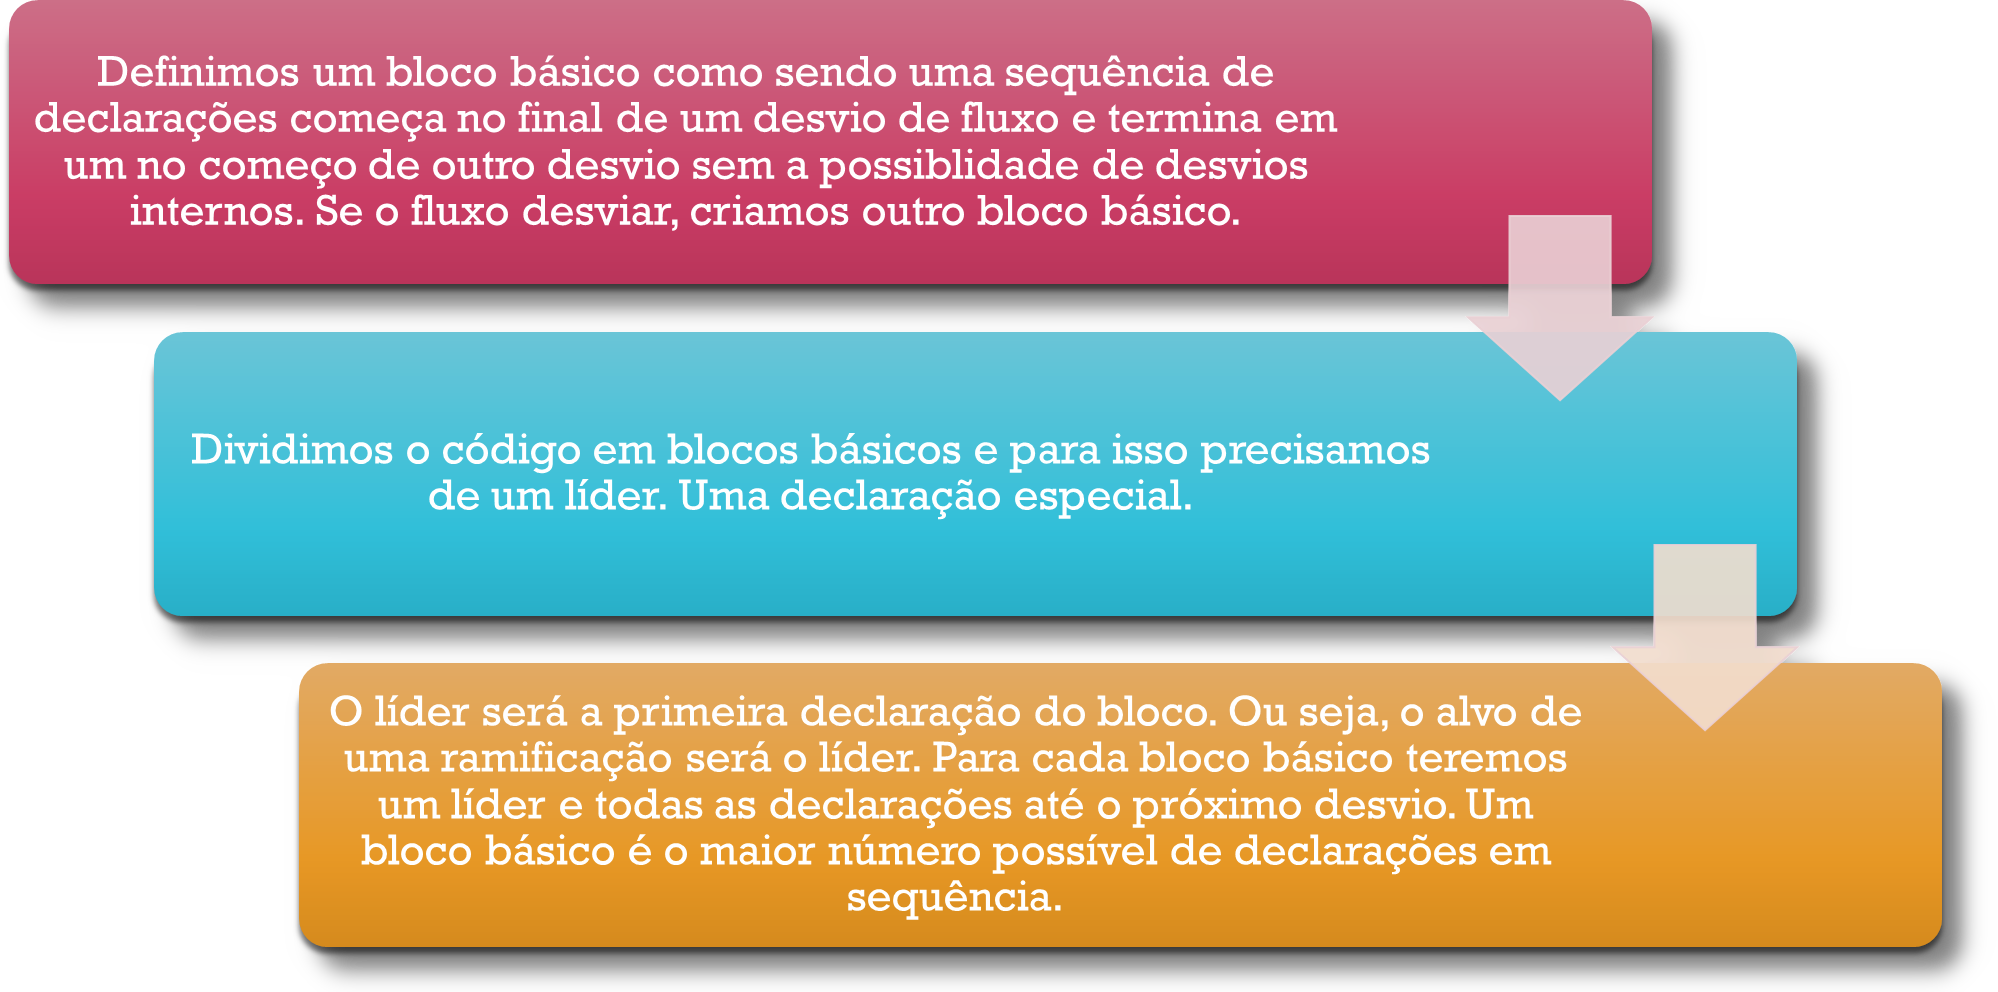 Definimos um bloco básico como sendo uma sequência de
declarações começa no final de um desvio de fluxo e termina em
um no começo de outro desvio sem a possiblidade de desvios
internos. Se o fluxo desviar, criamos outro bloco básico.
Dividimos o código em blocos básicos e para isso precisamos
de um líder. Uma declaração especial.
O líder será a primeira declaração do bloco. Ou seja, o alvo de
uma ramificação será o líder. Para cada bloco básico teremos
um líder e todas as declarações até o próximo desvio. Um
bloco básico é o maior número possível de declarações em
sequência.